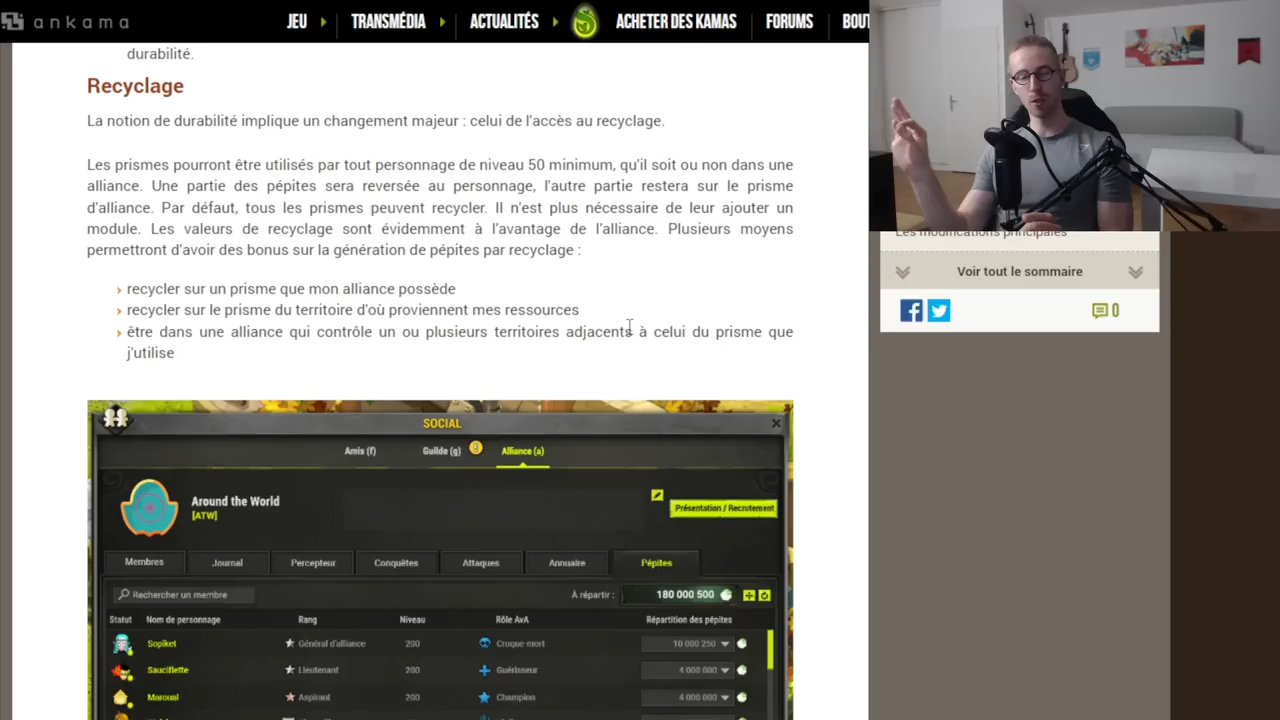 ankama JEU TRANSMÉDIA ACTUALITÉS ACHETER DES KAMAS FORUMS BOUT
durabilité.
Recyclage
La notion de durabilité implique un changement majeur : celui de l'accès au recyclage.
Les prismes pourront être utilisés par tout personnage de niveau 50 minimum, qu'il soit ou non dans une
alliance. Une partie des pépites sera reversée au personnage, l'autre partie restera sur le prisme
d'alliance. Par défaut, tous les prismes peuvent recycler. Il n'est plus nécessaire de leur ajouter un
module. Les valeurs de recyclage sont évidemment à l'avantage de l'alliance. Plusieurs moyens
permettront d'avoir des bonus sur la génération de pépites par recyclage :
recycler sur un prisme que mon alliance possède
recycler sur le prisme du territoire d'où proviennent mes ressources
être dans une alliance qui contrôle un ou plusieurs territoires adjacents à celui du prisme que
j'utilise
Les modifications principales
Voir tout le sommaire
0
SOCIAL
Amis (f) Guilde (g) Alliance (a)
Around the World
[ATW]
Présentation / Recrutement
Membres Journal Percepteur Conquêtes Attaques Annuaire Pépites
Rechercher un membre À répartir : 180 000 500
Statut Nom de personnage Rang Niveau Rôle AvA Répartition des pépites
Sopiket Général d'alliance 200 Croque-mort 10 000 250
Sauciflette Lieutenant 200 Guérisseur 4 000 000
Maroual Aspirant 200 Champion 4 000 000